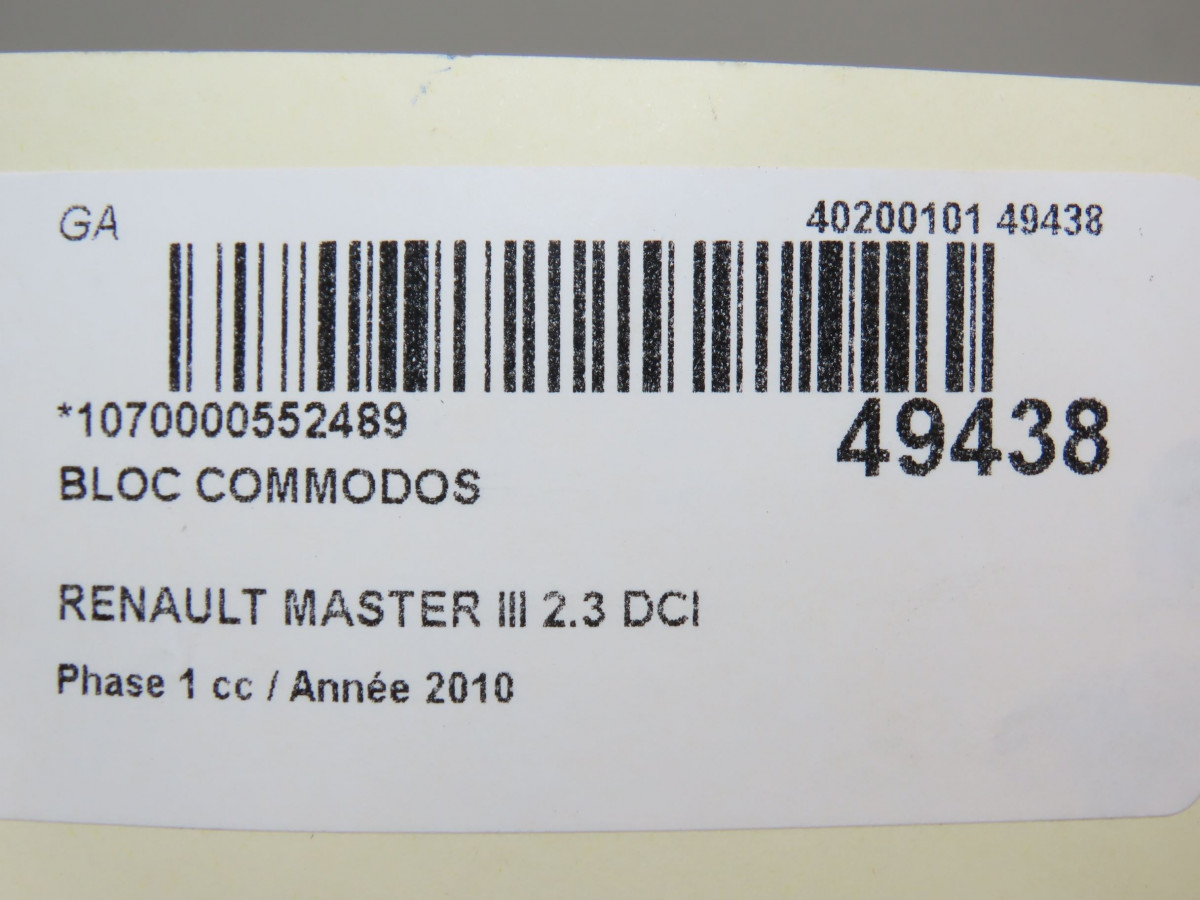 GA
40200101 49438
*1070000552489
49438
BLOC COMMODOS
RENAULT MASTER III 2.3 DCI
Phase 1 cc / Année 2010